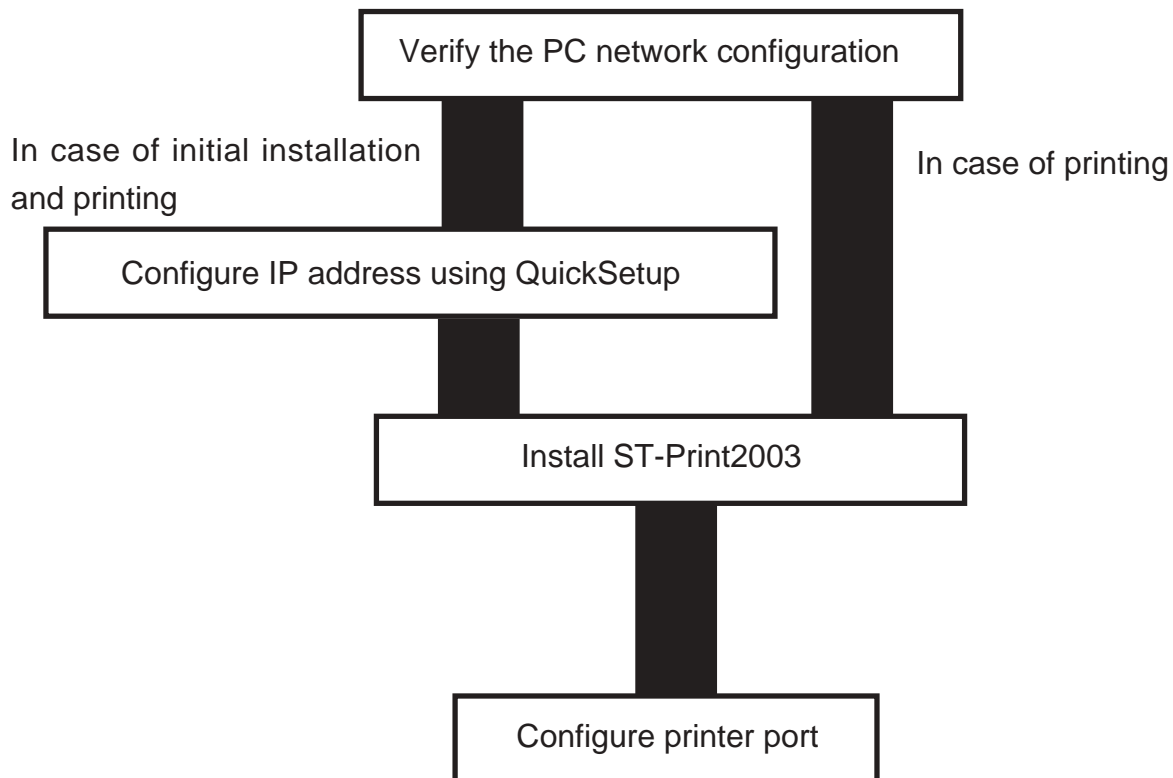 Verify the PC network configuration
In case of initial installation
and printing
In case of printing
Configure IP address using QuickSetup
Install ST-Print2003
Configure printer port